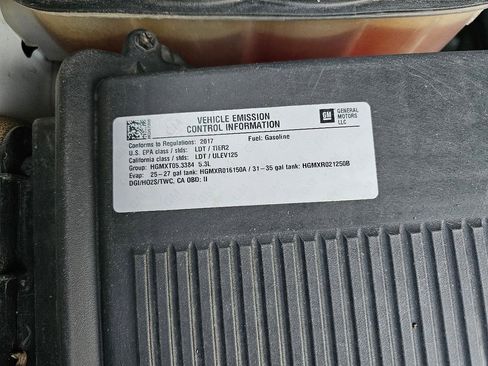 VEHICLE EMISSION
CONTROL INFORMATION
GM
GENERAL
MOTORS
LLC
Conforms to Regulations: 2017 Fuel: Gasoline
U.S. EPA class / stds: LDT / TIER2
California class / stds: LDT / ULEV125
Group: HGMXT05.3384 5.3L
Evap: 25-27 gal tank: HGMXR016150A / 31-35 gal tank: HGMXR021250B
DGI/HO2S/TWC, CA OBD: II